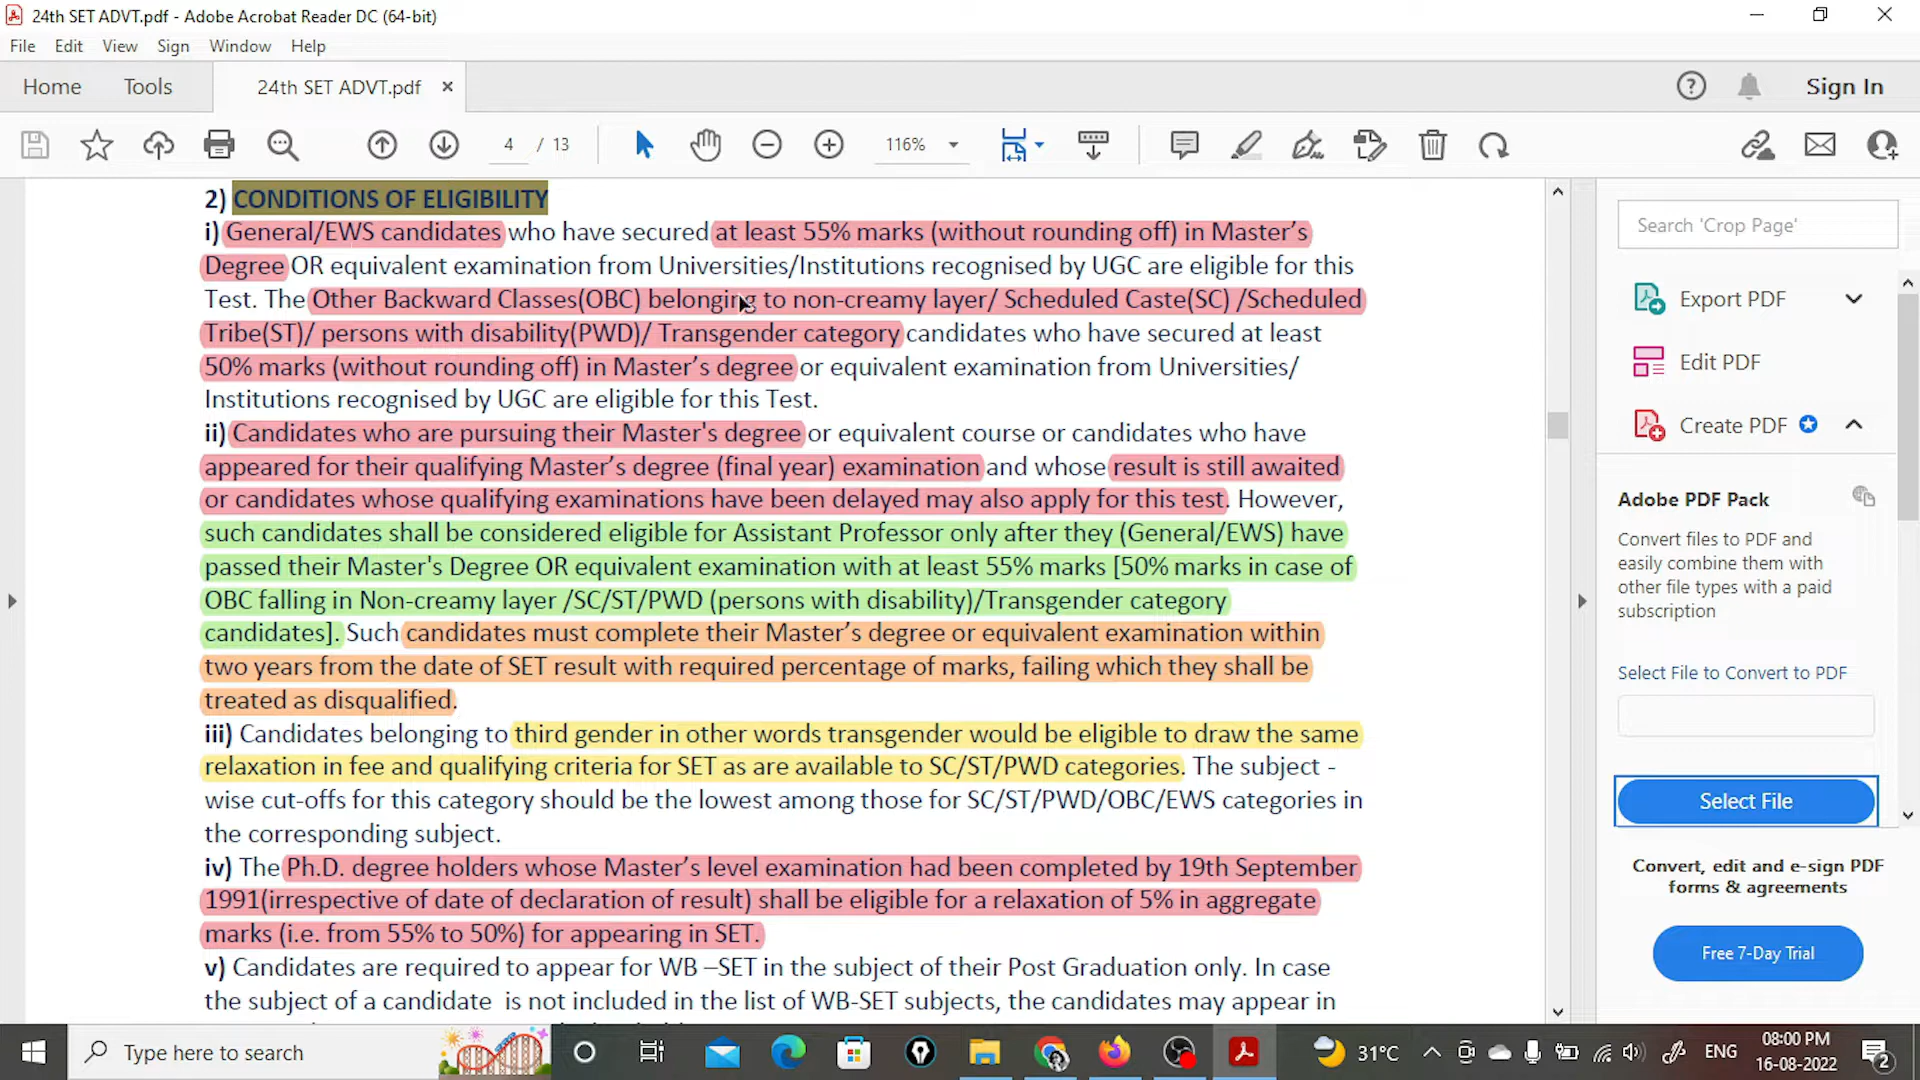 24th SET ADVT.pdf - Adobe Acrobat Reader DC (64-bit)
File Edit View Sign Window Help
Home Tools 24th SET ADVT.pdf × Sign In
4 / 13 116%
2) CONDITIONS OF ELIGIBILITY
i) General/EWS candidates who have secured at least 55% marks (without rounding off) in Master’s
Degree OR equivalent examination from Universities/Institutions recognised by UGC are eligible for this
Test. The Other Backward Classes(OBC) belonging to non-creamy layer/ Scheduled Caste(SC) /Scheduled
Tribe(ST)/ persons with disability(PWD)/ Transgender category candidates who have secured at least
50% marks (without rounding off) in Master’s degree or equivalent examination from Universities/
Institutions recognised by UGC are eligible for this Test.
ii) Candidates who are pursuing their Master's degree or equivalent course or candidates who have
appeared for their qualifying Master’s degree (final year) examination and whose result is still awaited
or candidates whose qualifying examinations have been delayed may also apply for this test. However,
such candidates shall be considered eligible for Assistant Professor only after they (General/EWS) have
passed their Master's Degree OR equivalent examination with at least 55% marks [50% marks in case of
OBC falling in Non-creamy layer /SC/ST/PWD (persons with disability)/Transgender category
candidates]. Such candidates must complete their Master’s degree or equivalent examination within
two years from the date of SET result with required percentage of marks, failing which they shall be
treated as disqualified.
iii) Candidates belonging to third gender in other words transgender would be eligible to draw the same
relaxation in fee and qualifying criteria for SET as are available to SC/ST/PWD categories. The subject -
wise cut-offs for this category should be the lowest among those for SC/ST/PWD/OBC/EWS categories in
the corresponding subject.
iv) The Ph.D. degree holders whose Master’s level examination had been completed by 19th September
1991(irrespective of date of declaration of result) shall be eligible for a relaxation of 5% in aggregate
marks (i.e. from 55% to 50%) for appearing in SET.
v) Candidates are required to appear for WB –SET in the subject of their Post Graduation only. In case
the subject of a candidate is not included in the list of WB-SET subjects, the candidates may appear in
Search 'Crop Page'
Export PDF
Edit PDF
Create PDF
Adobe PDF Pack
Convert files to PDF and
easily combine them with
other file types with a paid
subscription
Select File to Convert to PDF
Select File
Convert, edit and e-sign PDF
forms & agreements
Free 7-Day Trial
Type here to search
31°C
ENG
08:00 PM
16-08-2022
2